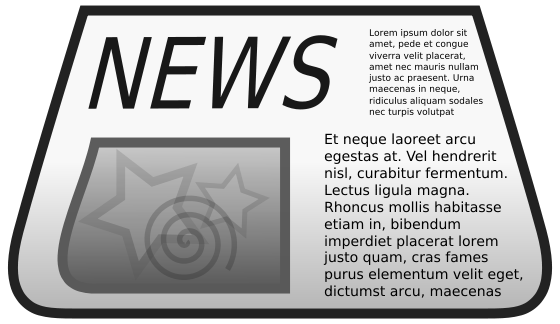 NEWS
Lorem ipsum dolor sit
amet, pede et congue
viverra velit placerat,
amet nec mauris nullam
justo ac praesent. Urna
maecenas in neque,
ridiculus aliquam sodales
nec turpis volutpat
Et neque laoreet arcu
egestas at. Vel hendrerit
nisl, curabitur fermentum.
Lectus ligula magna.
Rhoncus mollis habitasse
etiam in, bibendum
imperdiet placerat lorem
justo quam, cras fames
purus elementum velit eget,
dictumst arcu, maecenas